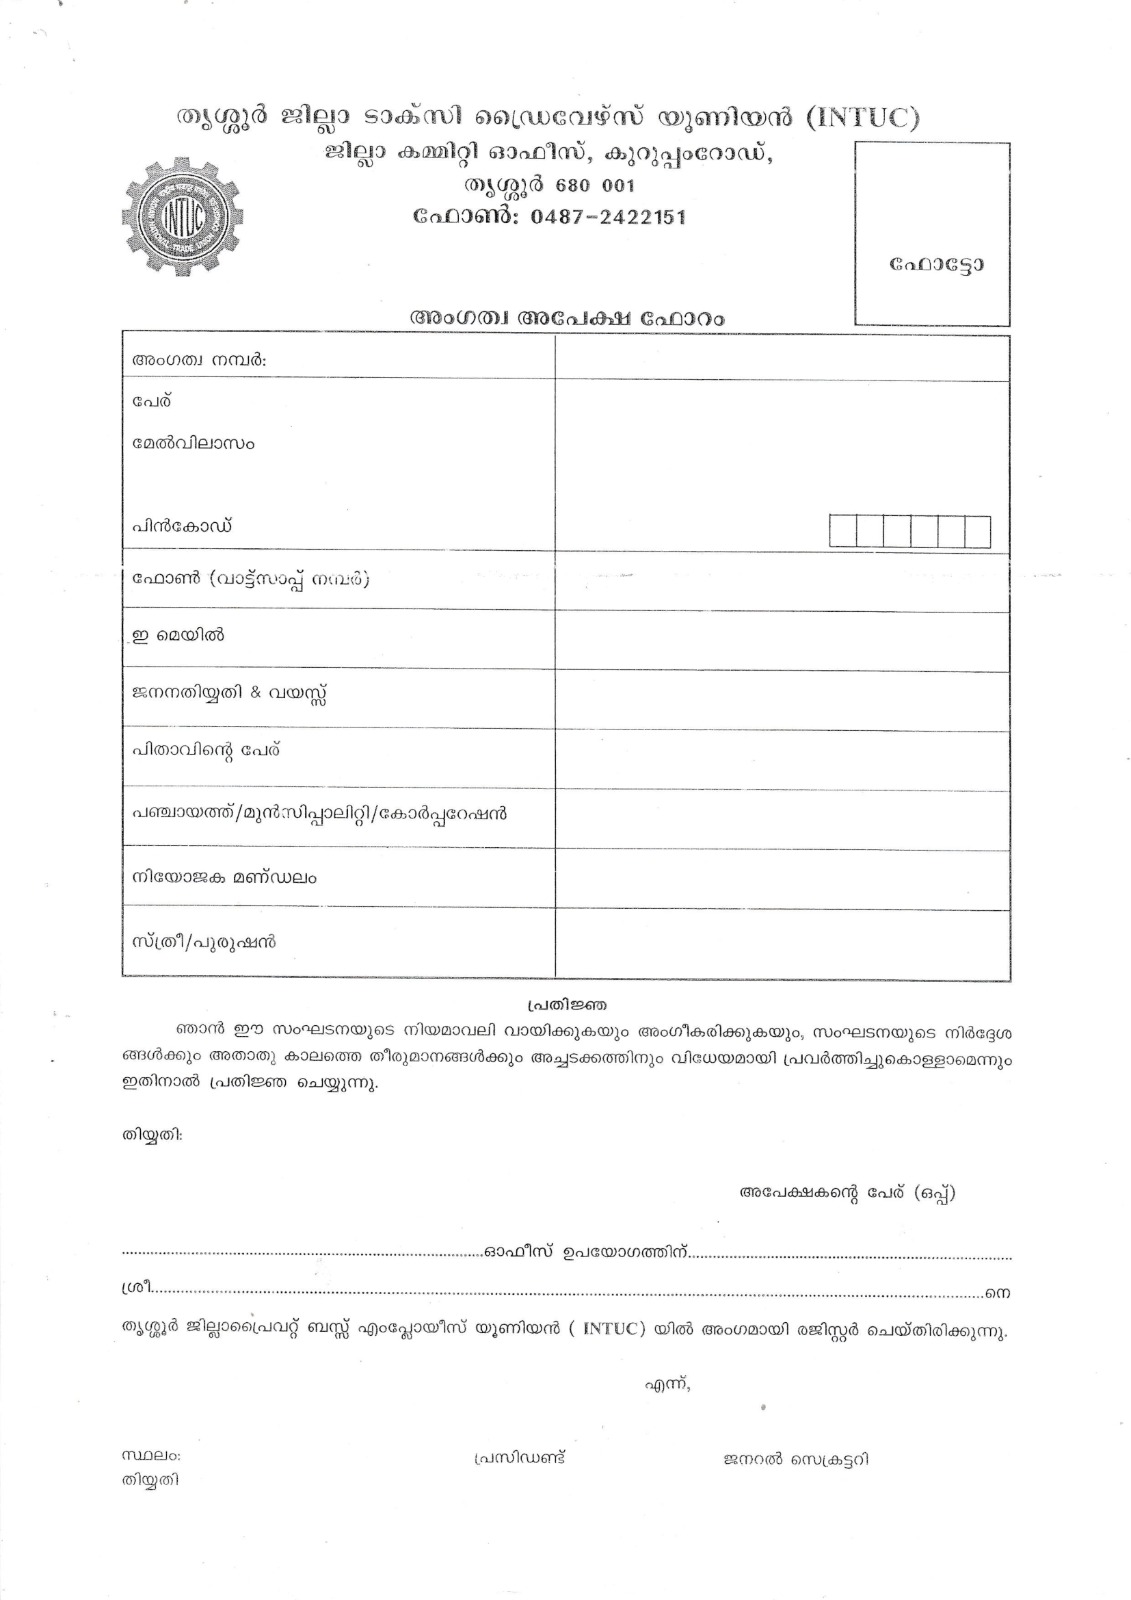 തൃശ്ശൂർ ജില്ലാ ടാക്സി ഡ്രൈവേഴ്സ് യൂണിയൻ (INTUC)
ജില്ലാ കമ്മിറ്റി ഓഫീസ്, കുറുപ്പംറോഡ്,
തൃശ്ശൂർ 680 001
ഫോൺ: 0487-2422151
INTUC
ഫോട്ടോ
അംഗത്വ അപേക്ഷ ഫോറം
അംഗത്വ നമ്പർ:
പേര്
മേൽവിലാസം
പിൻകോഡ്
ഫോൺ (വാട്ട്സാപ്പ് നമ്പർ)
ഇ മെയിൽ
ജനനതിയ്യതി & വയസ്സ്
പിതാവിന്റെ പേര്
പഞ്ചായത്ത്/മുൻസിപ്പാലിറ്റി/കോർപ്പറേഷൻ
നിയോജക മണ്ഡലം
സ്ത്രീ/പുരുഷൻ
പ്രതിജ്ഞ
ഞാൻ ഈ സംഘടനയുടെ നിയമാവലി വായിക്കുകയും അംഗീകരിക്കുകയും, സംഘടനയുടെ നിർദ്ദേശ
ങ്ങൾക്കും അതാതു കാലത്തെ തീരുമാനങ്ങൾക്കും അച്ചടക്കത്തിനും വിധേയമായി പ്രവർത്തിച്ചുകൊള്ളാമെന്നും
ഇതിനാൽ പ്രതിജ്ഞ ചെയ്യുന്നു.
തിയ്യതി:
അപേക്ഷകന്റെ പേര് (ഒപ്പ്)
..........ഓഫീസ് ഉപയോഗത്തിന്..........
ശ്രീ..........നെ
തൃശ്ശൂർ ജില്ലാപ്രൈവറ്റ് ബസ്സ് എംപ്ലോയീസ് യൂണിയൻ ( INTUC) യിൽ അംഗമായി രജിസ്റ്റർ ചെയ്തിരിക്കുന്നു.
എന്ന്,
സ്ഥലം: പ്രസിഡണ്ട് ജനറൽ സെക്രട്ടറി
തിയ്യതി